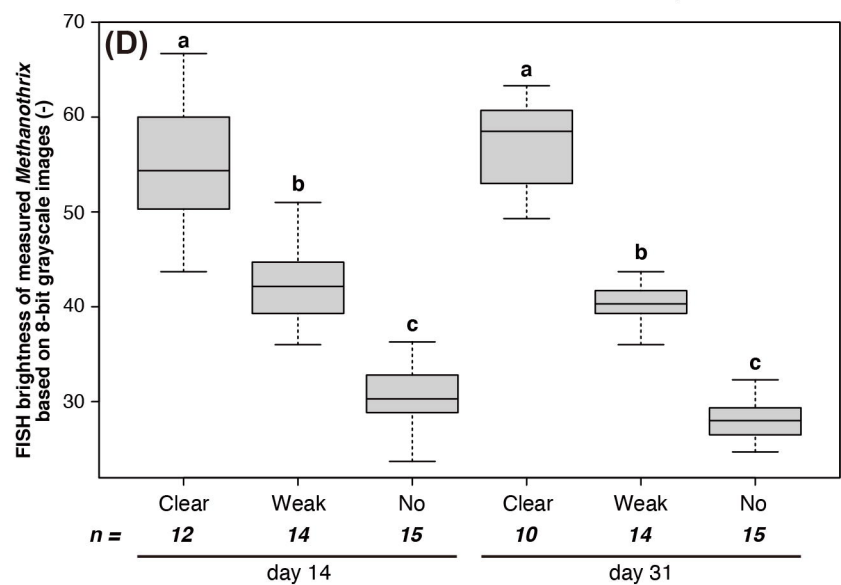 (D)
FISH brightness of measured Methanothrix
based on 8-bit grayscale images (-)
70
60
50
40
30
a
b
c
a
b
c
Clear Weak No Clear Weak No
n = 12 14 15 10 14 15
day 14 day 31